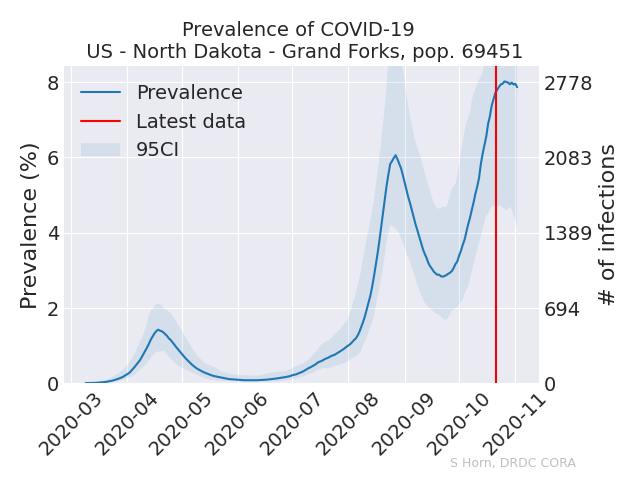 Prevalence of COVID-19
US - North Dakota - Grand Forks, pop. 69451
Prevalence
Latest data
95CI
Prevalence (%)
8
6
4
2
0
2778
2083
1389
694
0
# of infections
2020-03
2020-04
2020-05
2020-06
2020-07
2020-08
2020-09
2020-10
2020-11
S Horn, DRDC CORA